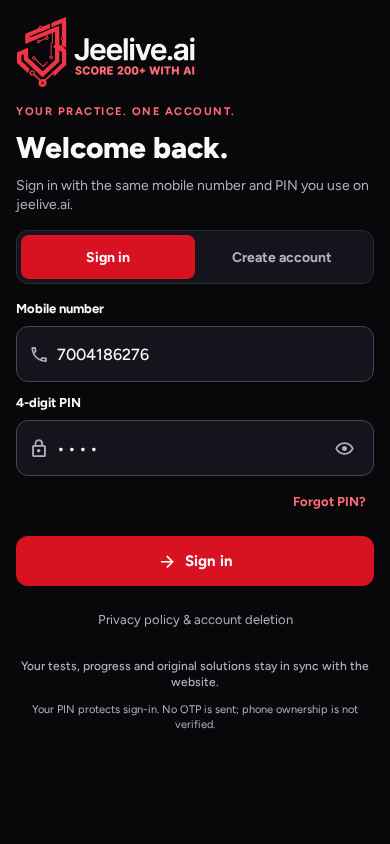 Jeelive.ai
SCORE 200+ WITH AI
YOUR PRACTICE. ONE ACCOUNT.
Welcome back.
Sign in with the same mobile number and PIN you use on
jeelive.ai.
Sign in
Create account
Mobile number
7004186276
4-digit PIN
••••
Forgot PIN?
→ Sign in
Privacy policy & account deletion
Your tests, progress and original solutions stay in sync with the
website.
Your PIN protects sign-in. No OTP is sent; phone ownership is not
verified.